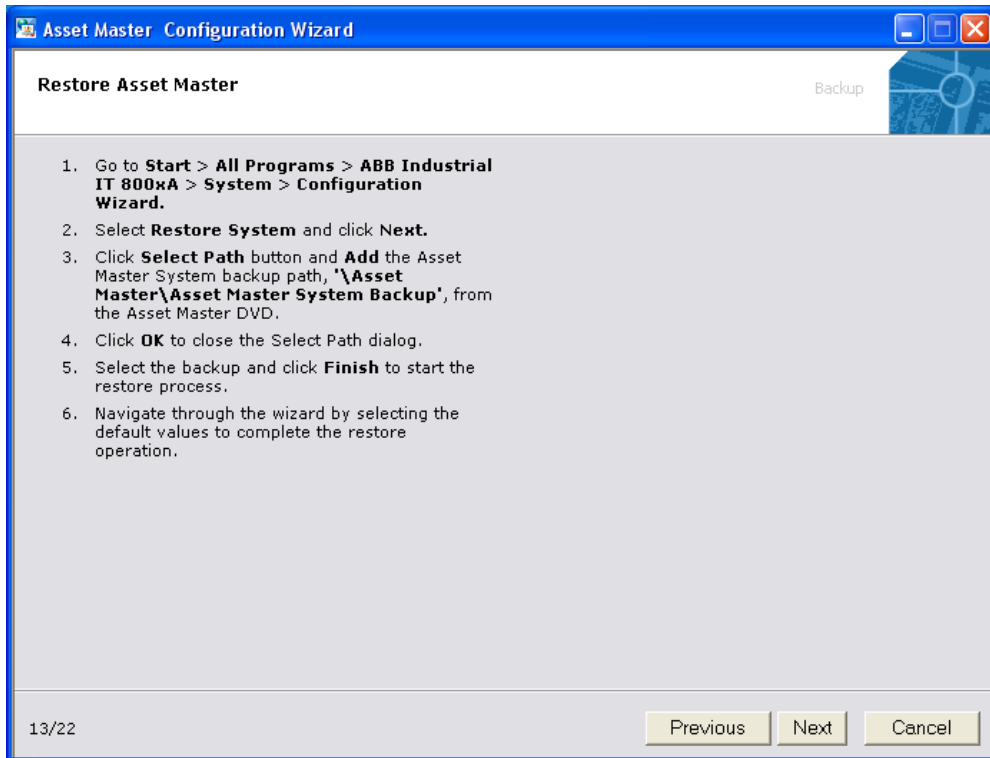 Asset Master Configuration Wizard
Restore Asset Master
Backup
1. Go to Start > All Programs > ABB Industrial
IT 800xA > System > Configuration
Wizard.
2. Select Restore System and click Next.
3. Click Select Path button and Add the Asset
Master System backup path, '\Asset
Master\Asset Master System Backup', from
the Asset Master DVD.
4. Click OK to close the Select Path dialog.
5. Select the backup and click Finish to start the
restore process.
6. Navigate through the wizard by selecting the
default values to complete the restore
operation.
13/22
Previous
Next
Cancel